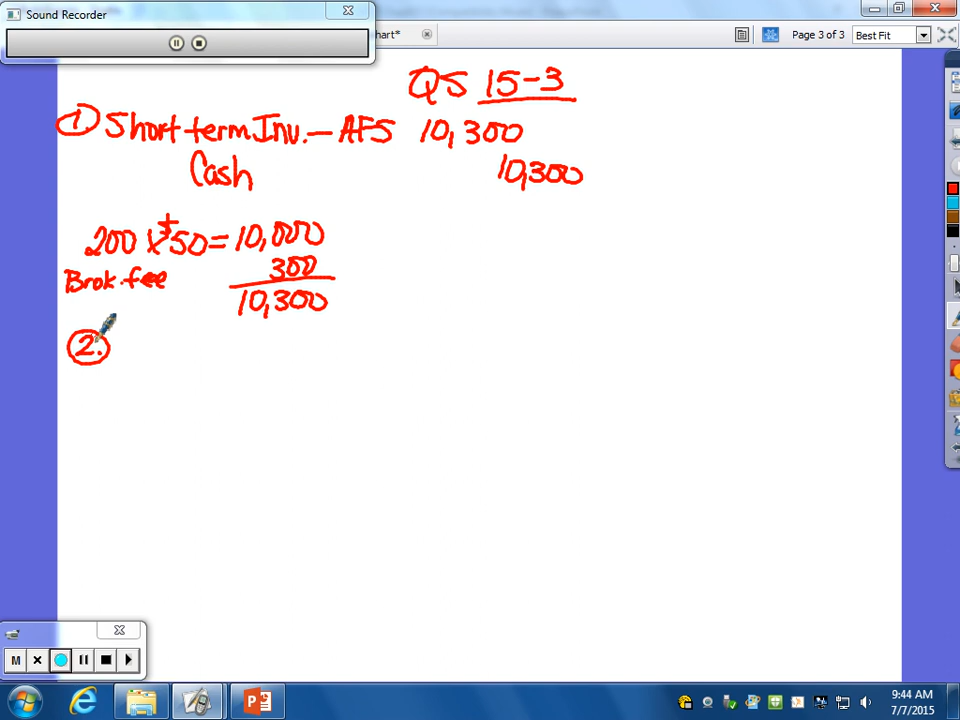 Sound Recorder
hart*
Page 3 of 3
Best Fit
QS 15-3
① Short term Inv. - AFS 10,300
Cash 10,300
200 x $50 = 10,000
Brok. fee 300
10,300
②.
M
9:44 AM
7/7/2015